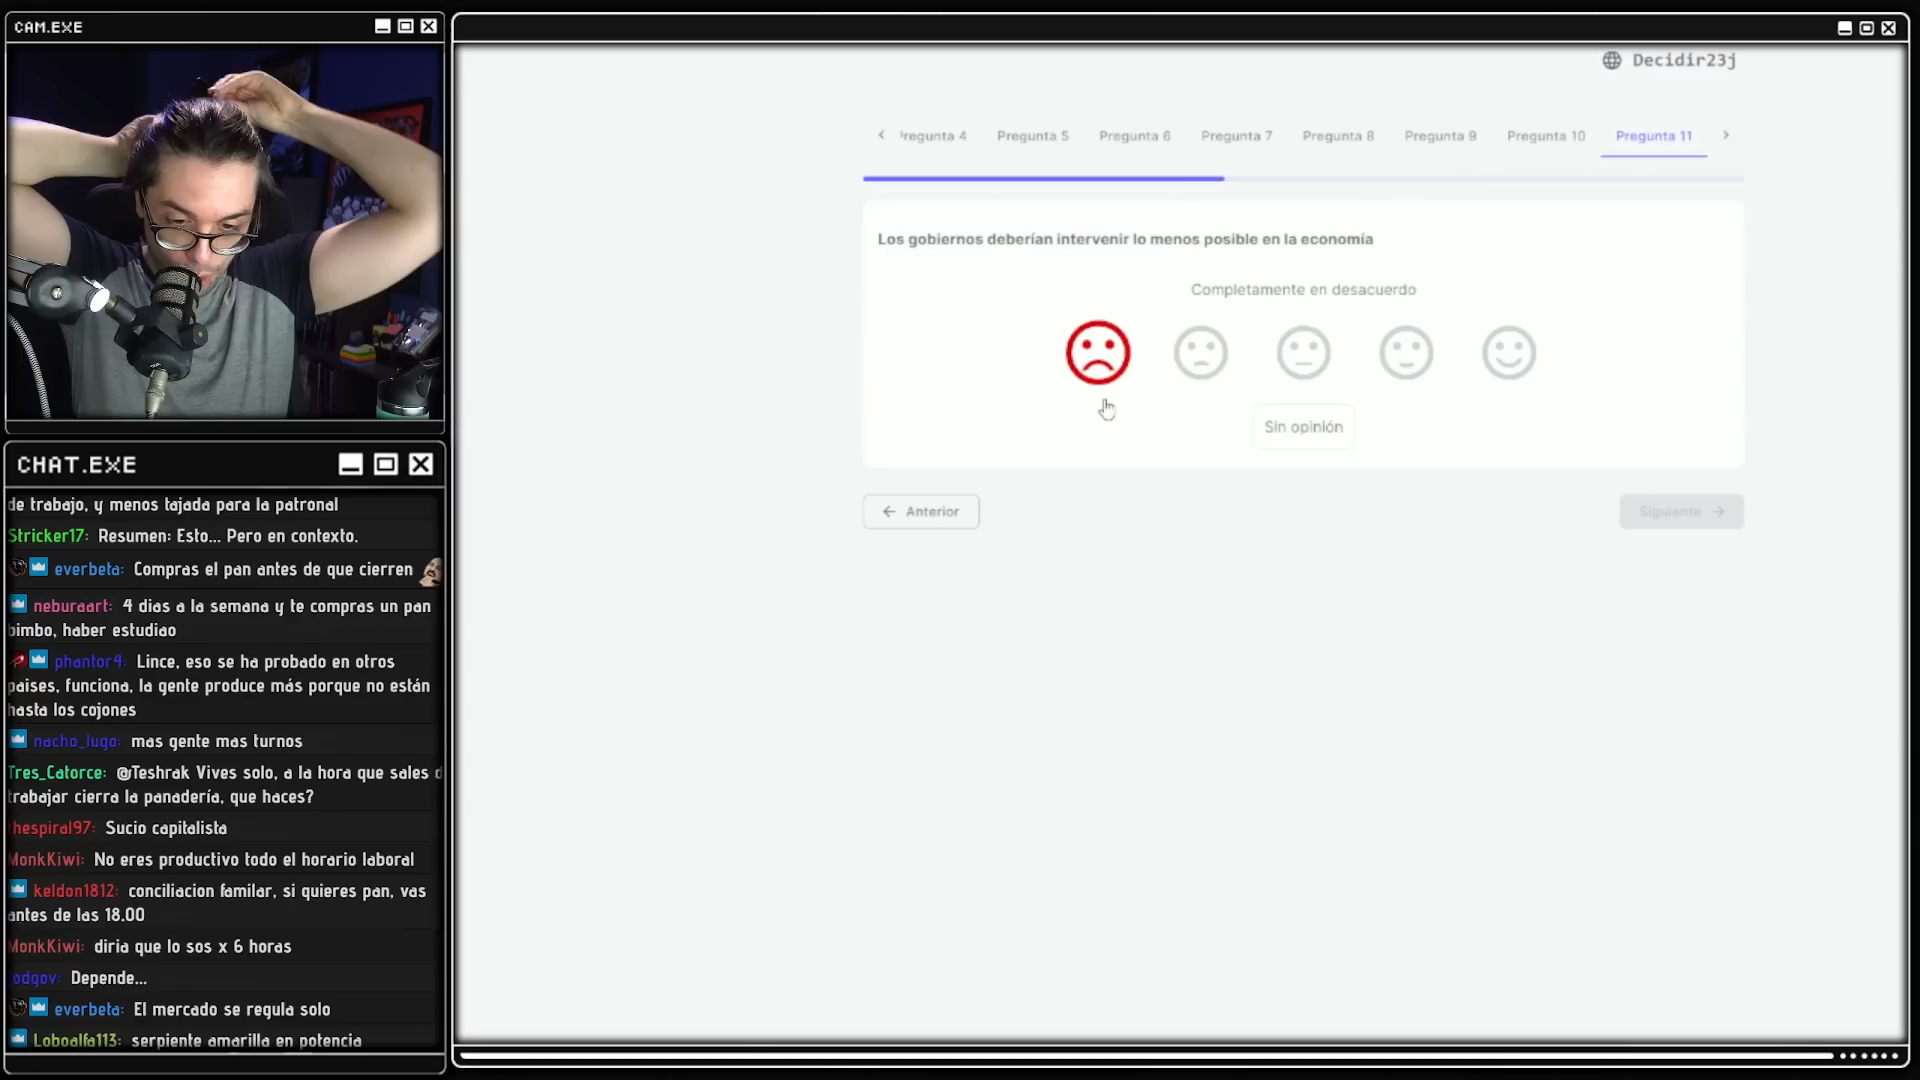 CAM.EXE
Decidir23j
Pregunta 5
Pregunta 6
Pregunta 7
Pregunta 8
Pregunta 9
Pregunta 10
Pregunta 11
Los gobiernos deberían intervenir lo menos posible en la economía
Completamente en desacuerdo
Sin opinión
Anterior
Siguiente
CHAT.EXE
de trabajo, y menos tajada para la patronal
Stricker17: Resumen: Esto... Pero en contexto.
everbeta: Compras el pan antes de que cierren
neburaart: 4 dias a la semana y te compras un pan
bimbo, haber estudiao
phantor4: Lince, eso se ha probado en otros
paises, funciona, la gente produce más porque no están
hasta los cojones
nacho_lugo: mas gente mas turnos
Tres_Catorce: @Teshrak Vives solo, a la hora que sales
trabajar cierra la panadería, que haces?
thespiral97: Sucio capitalista
MonkKiwi: No eres productivo todo el horario laboral
keldon1812: conciliacion familar, si quieres pan, vas
antes de las 18.00
MonkKiwi: diria que lo sos x 6 horas
Depende...
everbeta: El mercado se regula solo
Loboalfa113: serpiente amarilla en potencia